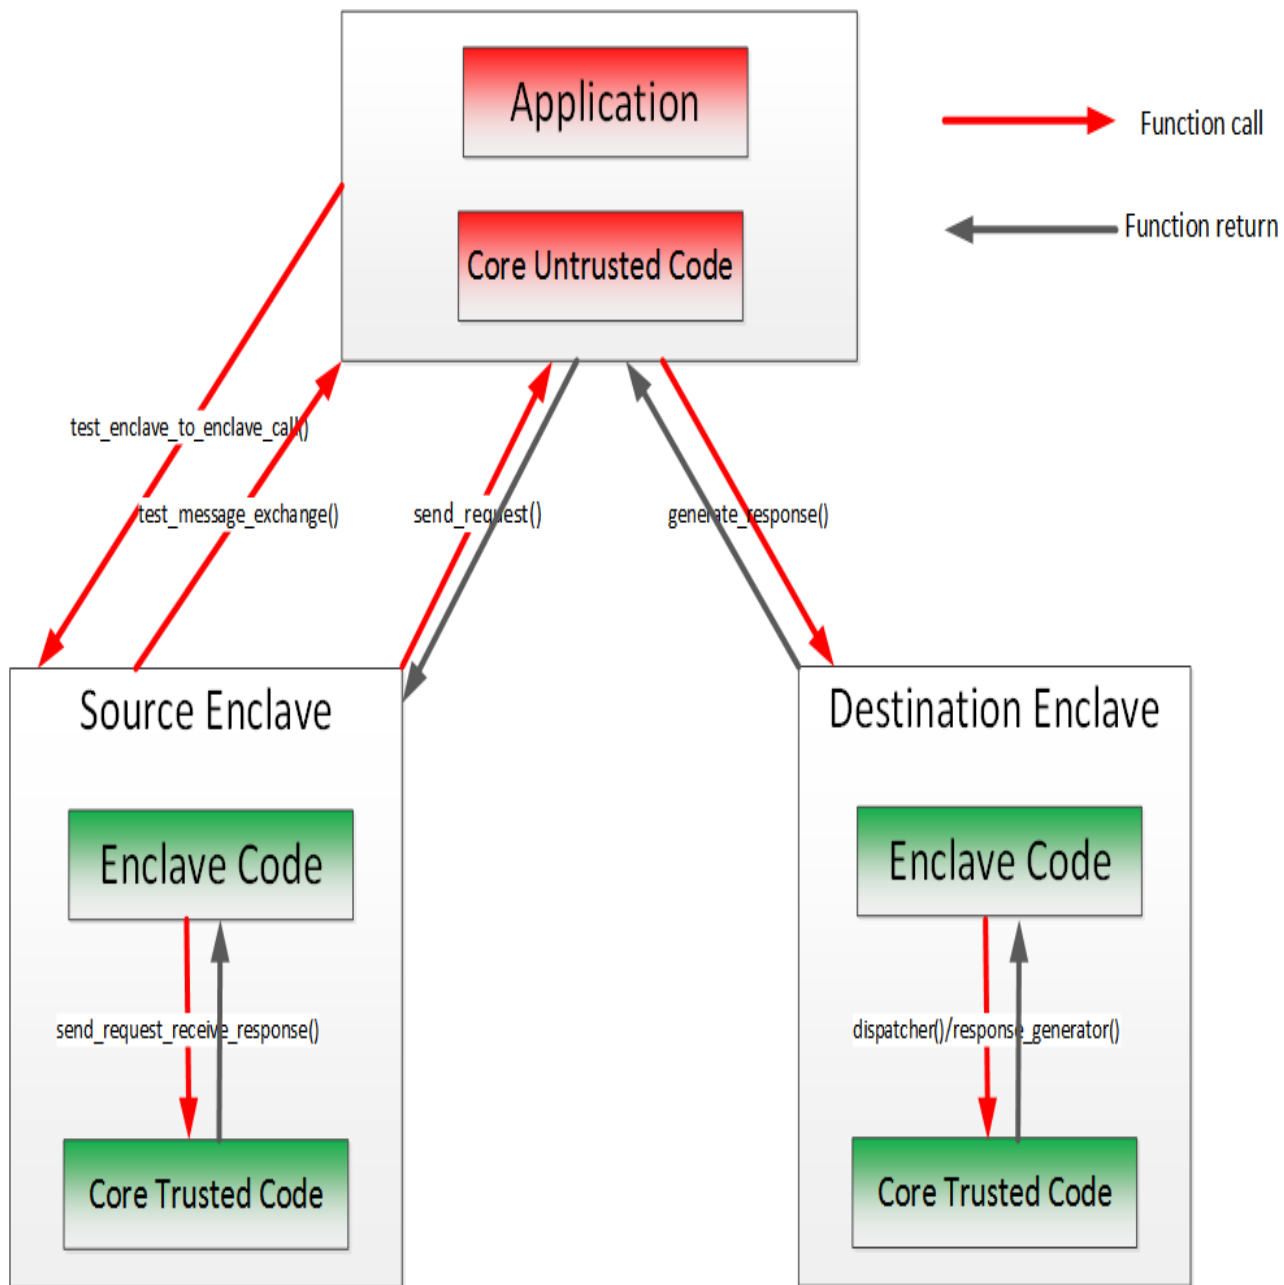 Application
Function call
Function return
Core Untrusted Code
test_enclave_to_enclave_call()
test_message_exchange()
send_request()
generate_response()
Source Enclave
Destination Enclave
Enclave Code
Enclave Code
send_request_receive_response()
dispatcher()/response_generator()
Core Trusted Code
Core Trusted Code